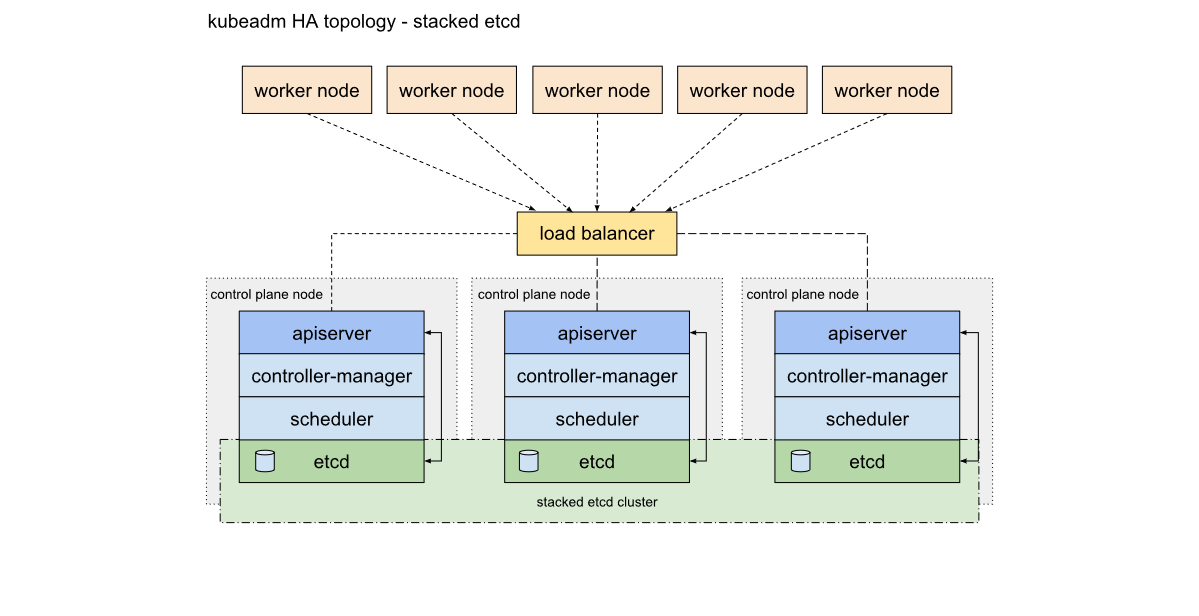 kubeadm HA topology - stacked etcd
worker node
worker node
worker node
worker node
worker node
load balancer
control plane node
control plane node
control plane node
apiserver
apiserver
apiserver
controller-manager
controller-manager
controller-manager
scheduler
scheduler
scheduler
etcd
etcd
etcd
stacked etcd cluster